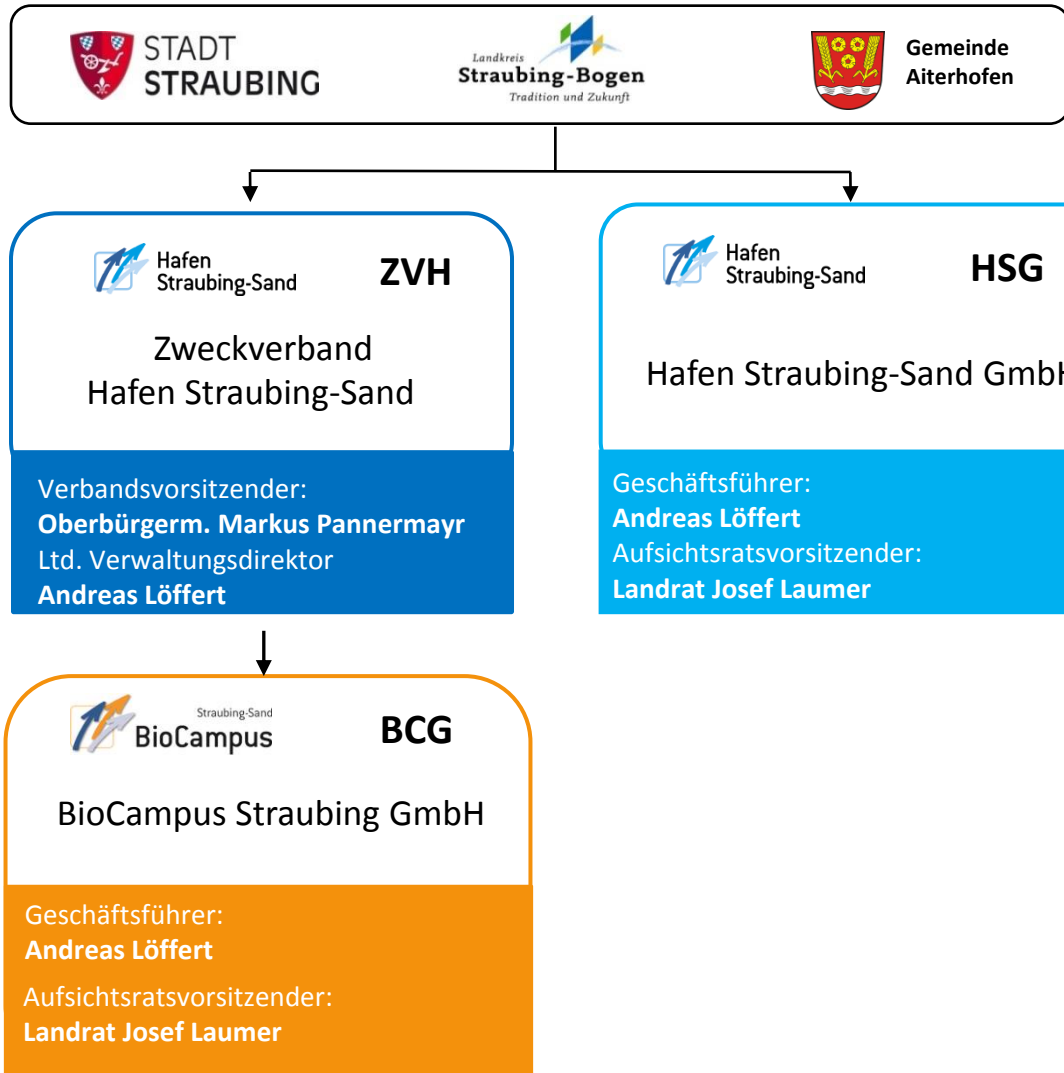 STADT
STRAUBING
Landkreis
Straubing-Bogen
Tradition und Zukunft
Gemeinde
Aiterhofen
Hafen
Straubing-Sand
ZVH
Zweckverband
Hafen Straubing-Sand
Verbandsvorsitzender:
Oberbürgerm. Markus Pannermayr
Ltd. Verwaltungsdirektor
Andreas Löffert
Hafen
Straubing-Sand
HSG
Hafen Straubing-Sand GmbH
Geschäftsführer:
Andreas Löffert
Aufsichtsratsvorsitzender:
Landrat Josef Laumer
Straubing-Sand
BioCampus
BCG
BioCampus Straubing GmbH
Geschäftsführer:
Andreas Löffert
Aufsichtsratsvorsitzender:
Landrat Josef Laumer